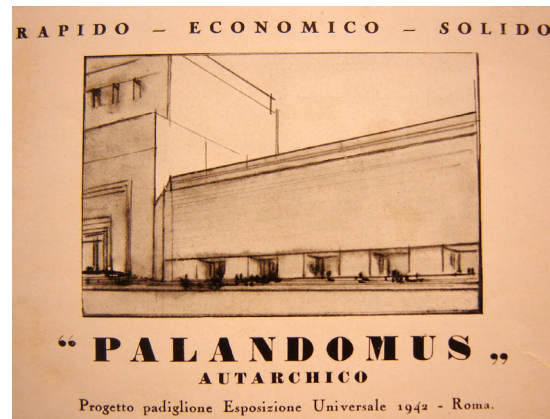 RAPIDO – ECONOMICO – SOLIDO
“ PALANDOMUS „
AUTARCHICO
Progetto padiglione Esposizione Universale 1942 - Roma.